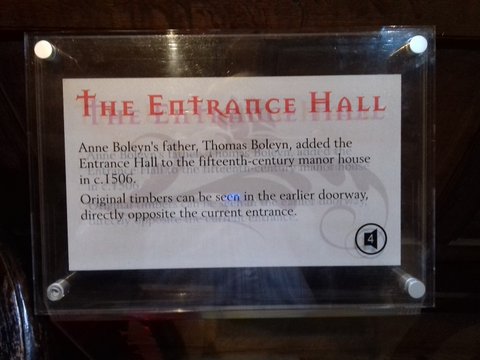 THE ENTRANCE HALL
Anne Boleyn's father, Thomas Boleyn, added the
Entrance Hall to the fifteenth-century manor house
in c.1506.
Original timbers can be seen in the earlier doorway,
directly opposite the current entrance.
4